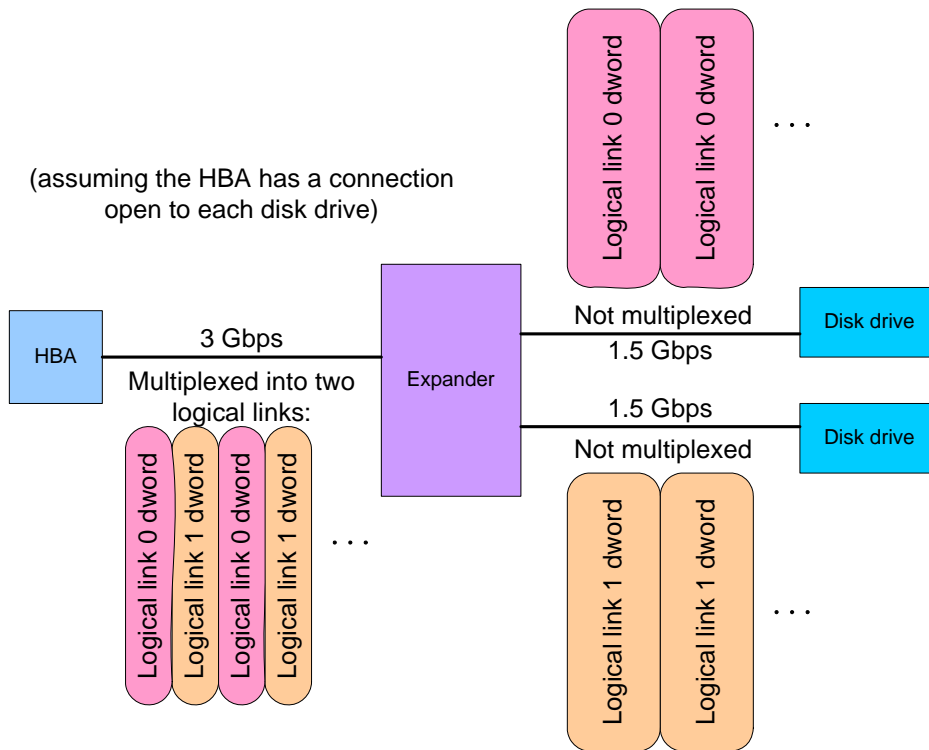 (assuming the HBA has a connection
open to each disk drive)
HBA
3 Gbps
Multiplexed into two
logical links:
Logical link 0 dword
Logical link 1 dword
Logical link 0 dword
Logical link 1 dword
. . .
Expander
Logical link 0 dword
Logical link 0 dword
. . .
Not multiplexed
1.5 Gbps
Disk drive
1.5 Gbps
Not multiplexed
Disk drive
Logical link 1 dword
Logical link 1 dword
. . .